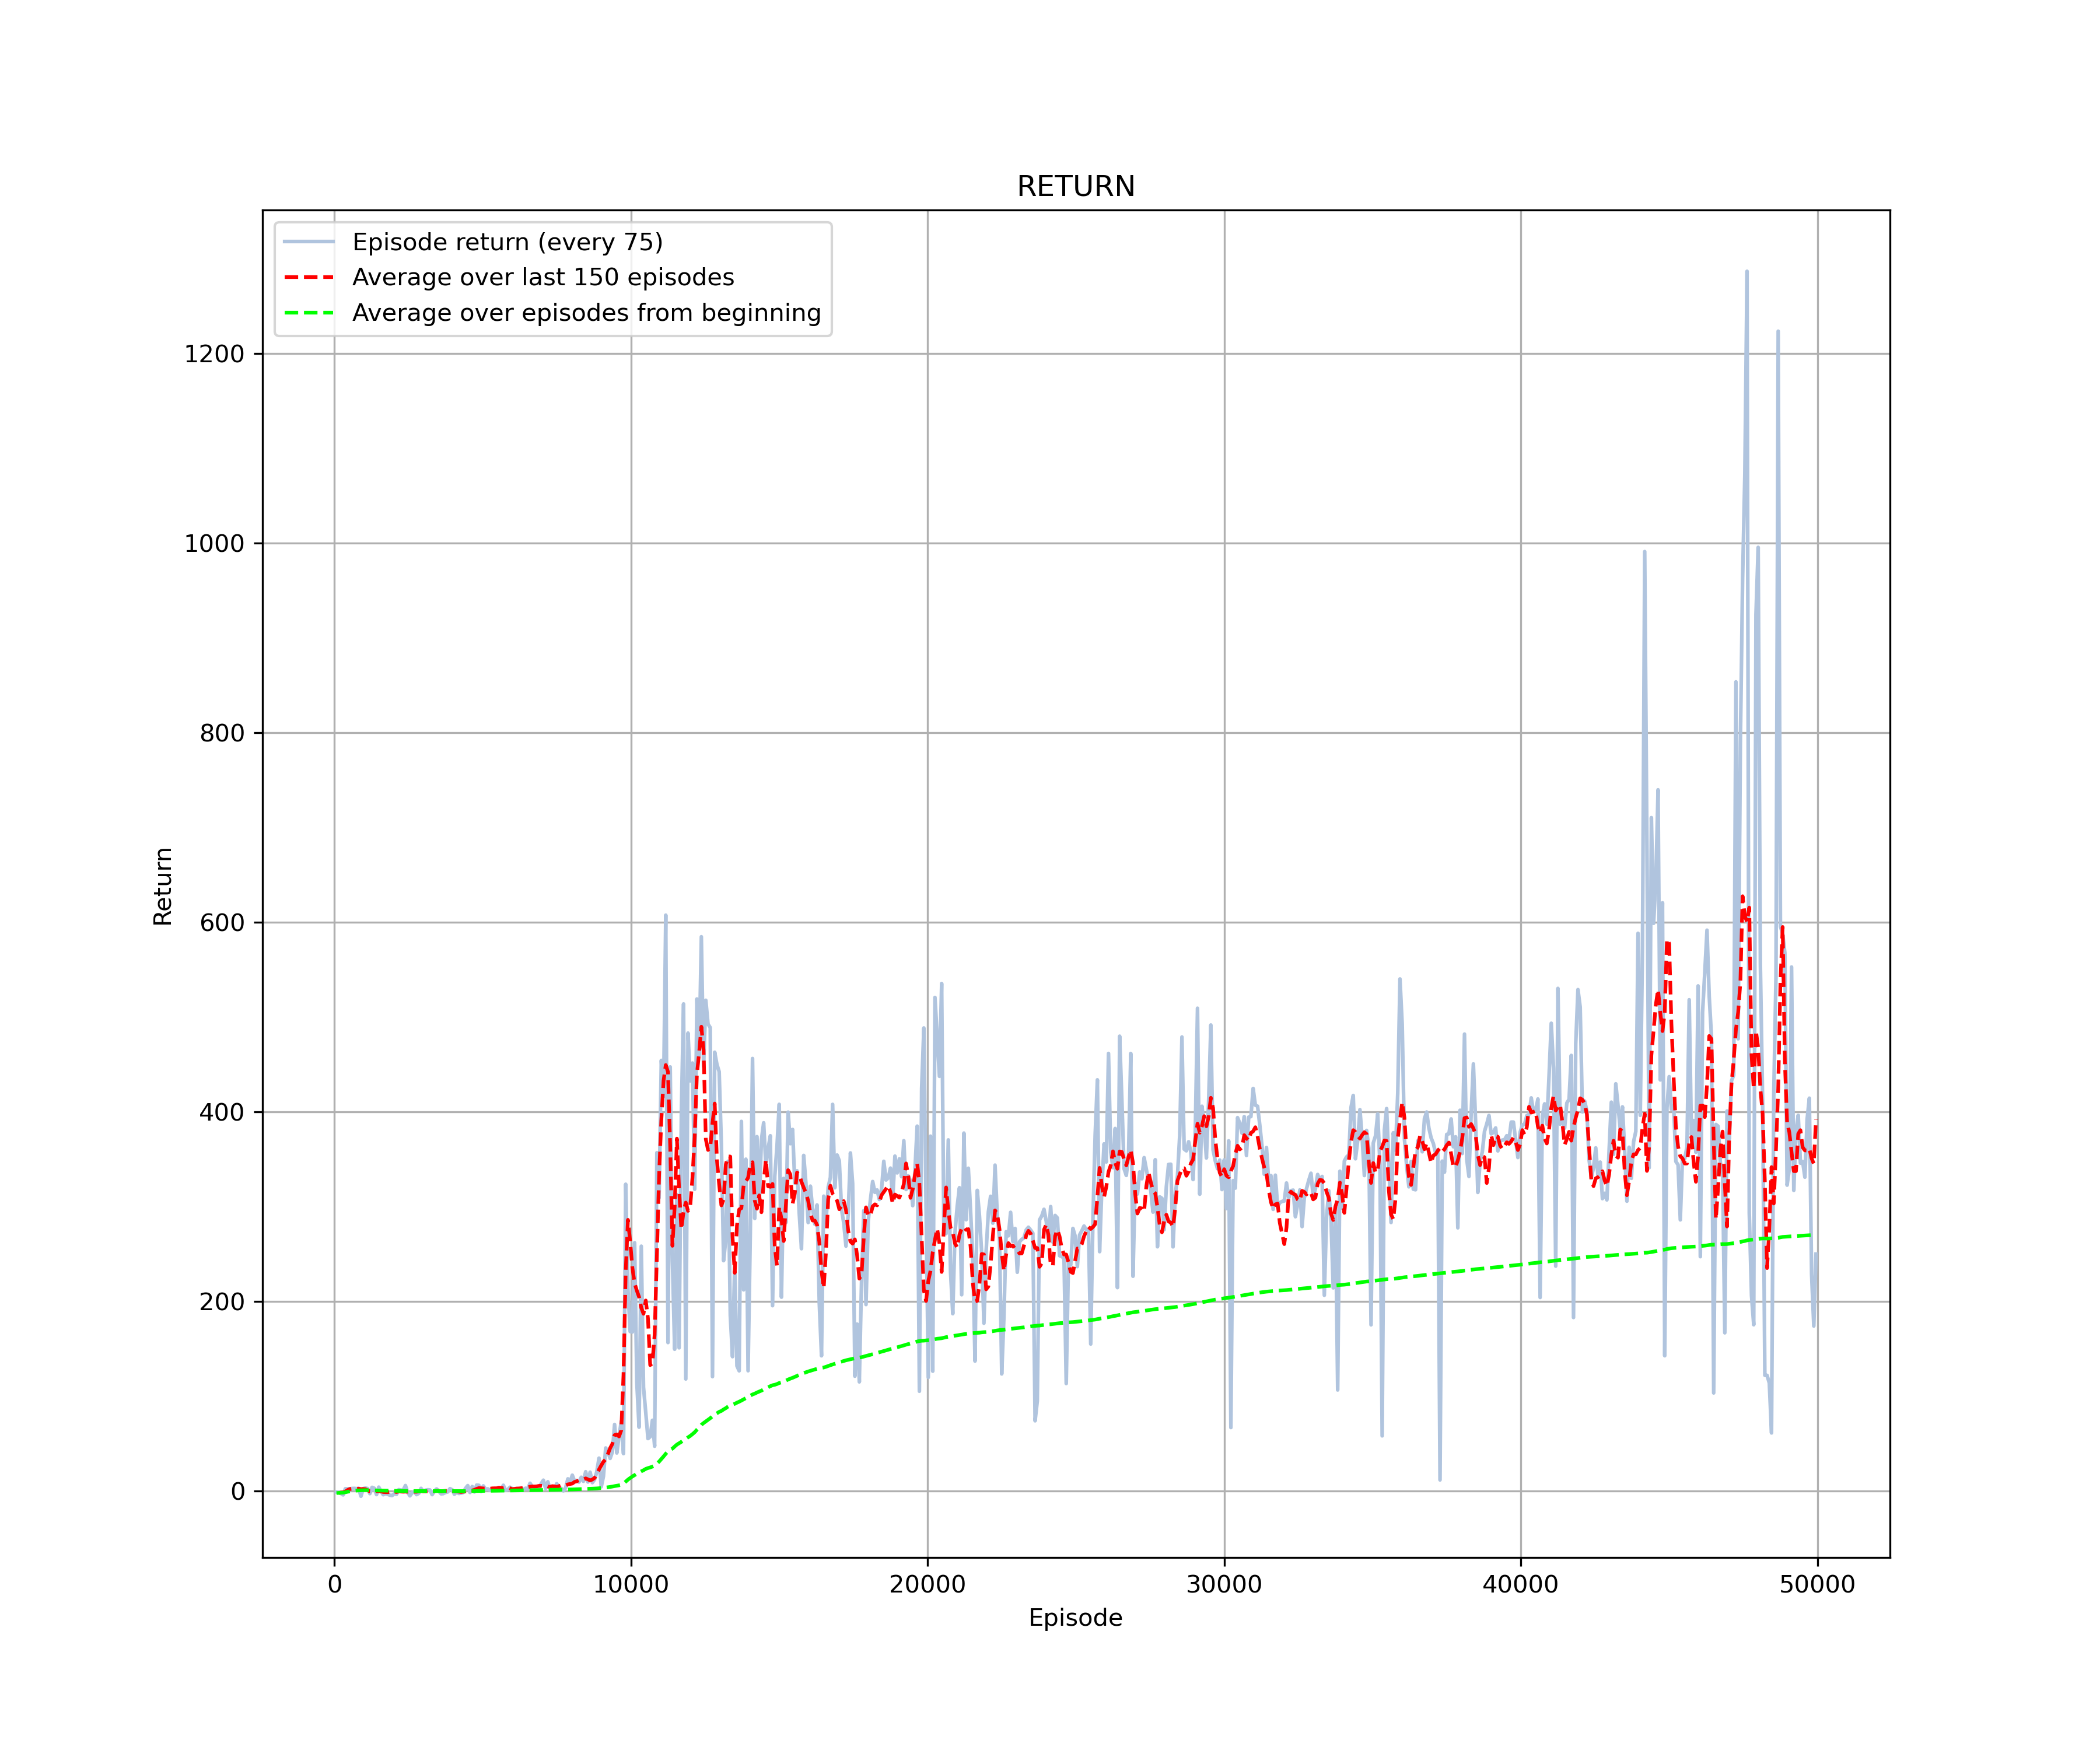 RETURN
Episode return (every 75)
Average over last 150 episodes
Average over episodes from beginning
1200
1000
800
600
400
200
0
Return
0 10000 20000 30000 40000 50000
Episode